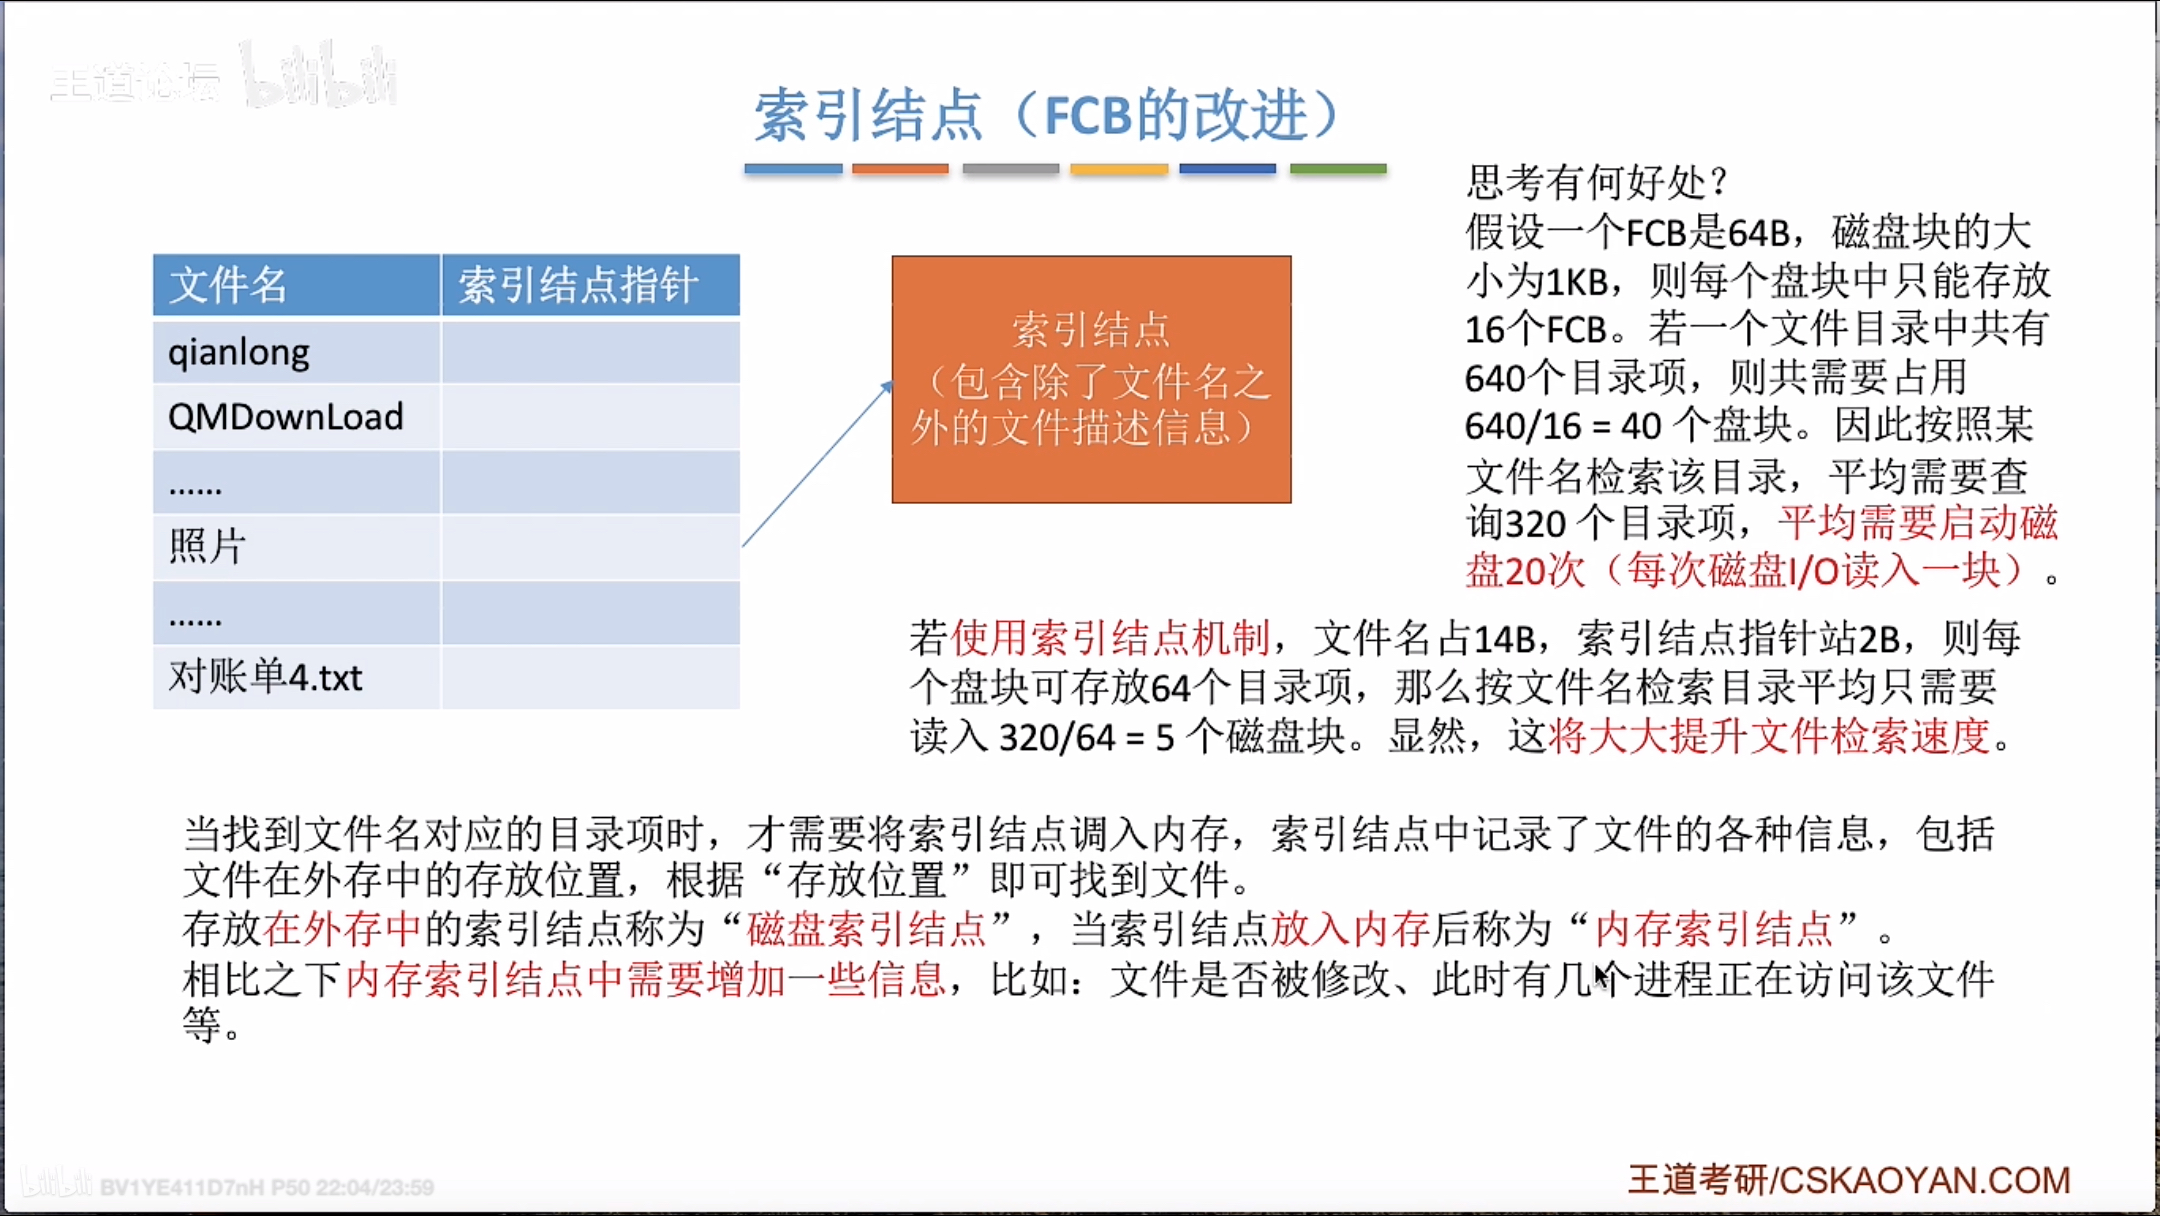 王道论坛 bilibili
索引结点（FCB的改进）
文件名 索引结点指针
qianlong
QMDownLoad
......
照片
......
对账单4.txt
索引结点
（包含除了文件名之
外的文件描述信息）
思考有何好处？
假设一个FCB是64B，磁盘块的大
小为1KB，则每个盘块中只能存放
16个FCB。若一个文件目录中共有
640个目录项，则共需要占用
640/16 = 40 个盘块。因此按照某
文件名检索该目录，平均需要查
询320 个目录项，平均需要启动磁
盘20次（每次磁盘I/O读入一块）。
若使用索引结点机制，文件名占14B，索引结点指针站2B，则每
个盘块可存放64个目录项，那么按文件名检索目录平均只需要
读入 320/64 = 5 个磁盘块。显然，这将大大提升文件检索速度。
当找到文件名对应的目录项时，才需要将索引结点调入内存，索引结点中记录了文件的各种信息，包括
文件在外存中的存放位置，根据“存放位置”即可找到文件。
存放在外存中的索引结点称为“磁盘索引结点”，当索引结点放入内存后称为“内存索引结点”。
相比之下内存索引结点中需要增加一些信息，比如：文件是否被修改、此时有几个进程正在访问该文件
等。
bilibili BV1YE411D7nH P50 22:04/23:59
王道考研/CSKAOYAN.COM